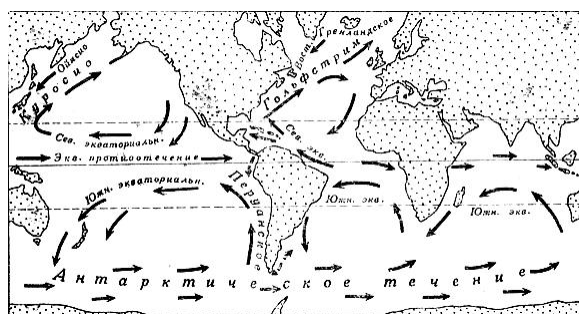 Гренландское
Вост.
Ойясио
Куросио
Гольфстрим
Сев. экваториальн.
Сев. экв.
Экв. противотечение
Южн. экваториальн.
Перуанское
Южн. экв.
Южн. экв.
Антарктическое течение